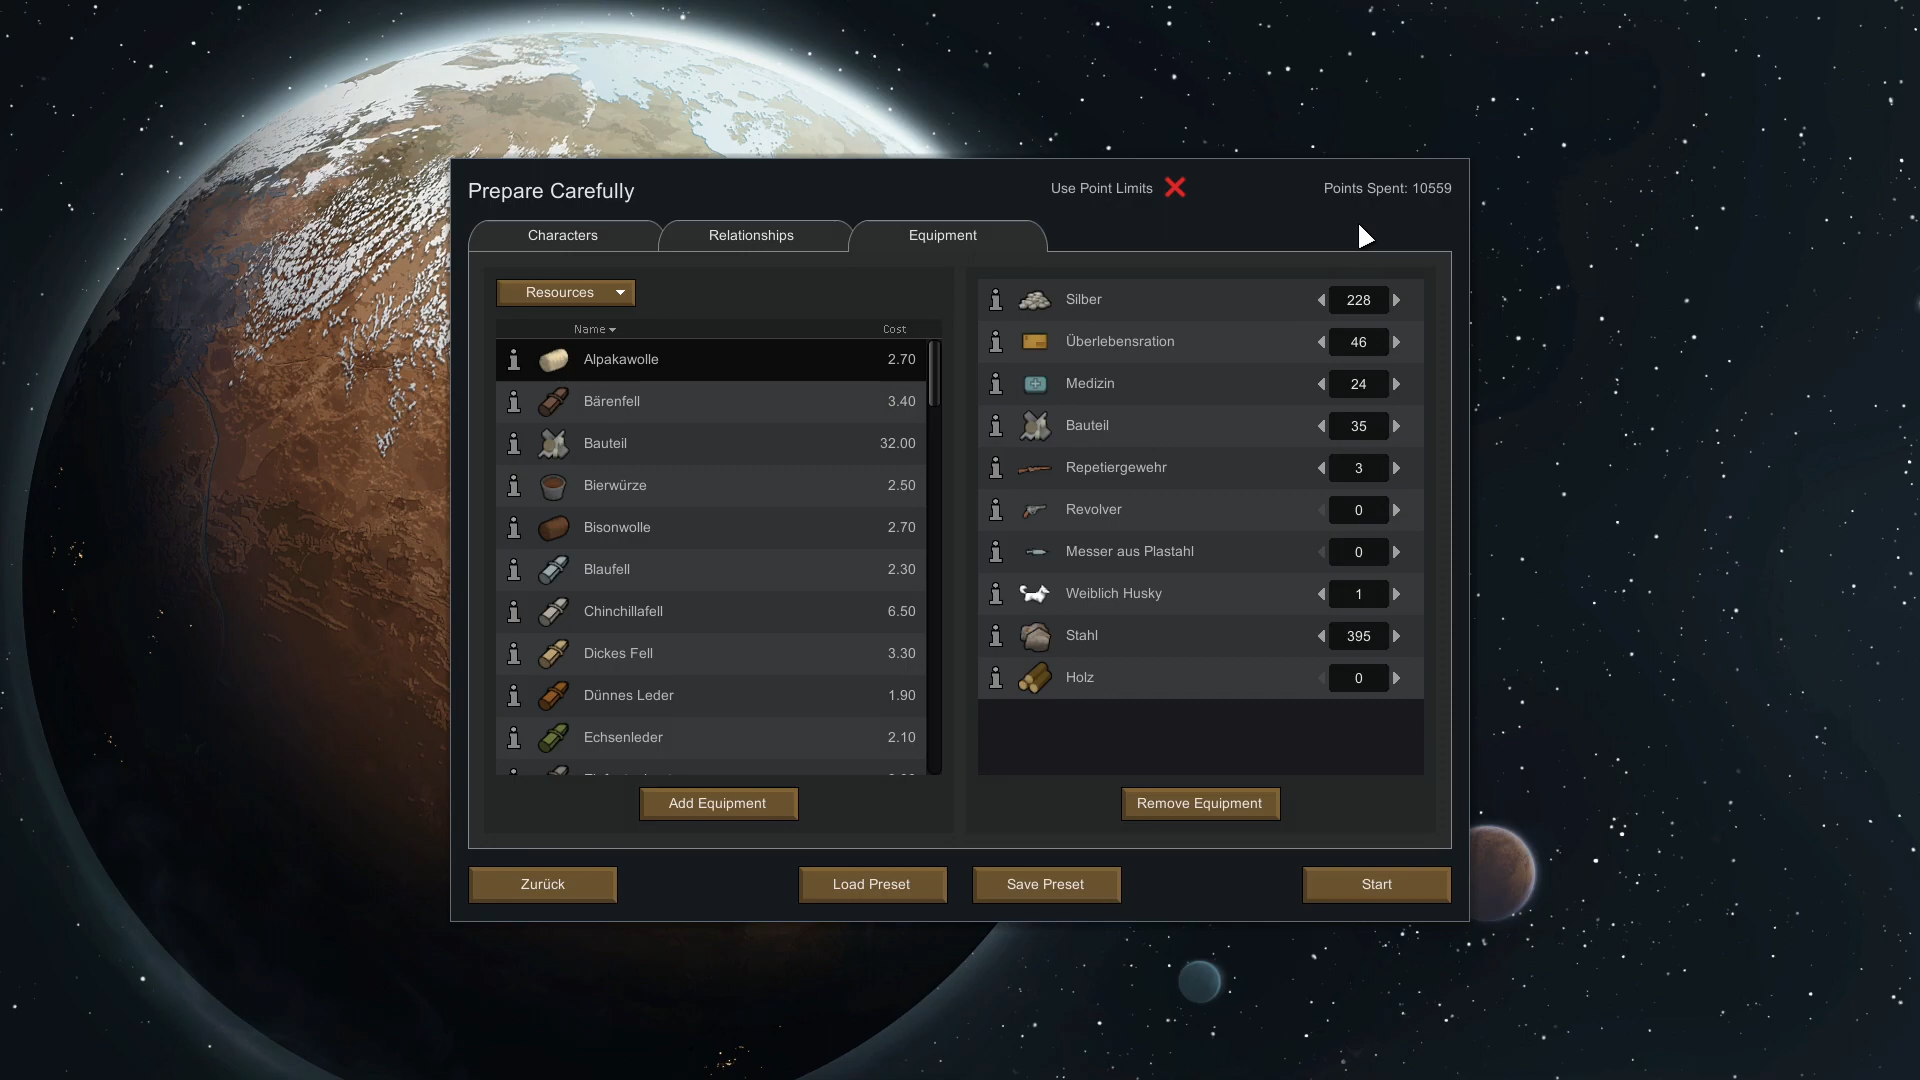 Prepare Carefully
Use Point Limits
Points Spent: 10559
Characters
Relationships
Equipment
Resources
Name
Cost
Alpakawolle 2.70
Bärenfell 3.40
Bauteil 32.00
Bierwürze 2.50
Bisonwolle 2.70
Blaufell 2.30
Chinchillafell 6.50
Dickes Fell 3.30
Dünnes Leder 1.90
Echsenleder 2.10
Add Equipment
Silber 228
Überlebensration 46
Medizin 24
Bauteil 35
Repetiergewehr 3
Revolver 0
Messer aus Plastahl 0
Weiblich Husky 1
Stahl 395
Holz 0
Remove Equipment
Zurück
Load Preset
Save Preset
Start